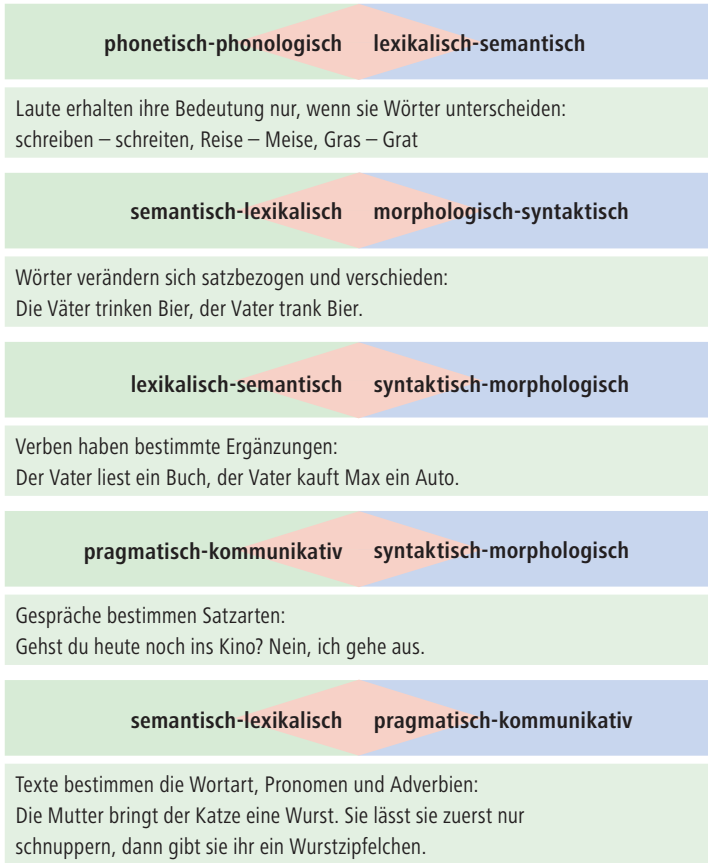 phonetisch-phonologisch lexikalisch-semantisch
Laute erhalten ihre Bedeutung nur, wenn sie Wörter unterscheiden:
schreiben – schreiten, Reise – Meise, Gras – Grat
semantisch-lexikalisch morphologisch-syntaktisch
Wörter verändern sich satzbezogen und verschieden:
Die Väter trinken Bier, der Vater trank Bier.
lexikalisch-semantisch syntaktisch-morphologisch
Verben haben bestimmte Ergänzungen:
Der Vater liest ein Buch, der Vater kauft Max ein Auto.
pragmatisch-kommunikativ syntaktisch-morphologisch
Gespräche bestimmen Satzarten:
Gehst du heute noch ins Kino? Nein, ich gehe aus.
semantisch-lexikalisch pragmatisch-kommunikativ
Texte bestimmen die Wortart, Pronomen und Adverbien:
Die Mutter bringt der Katze eine Wurst. Sie lässt sie zuerst nur
schnuppern, dann gibt sie ihr ein Wurstzipfelchen.